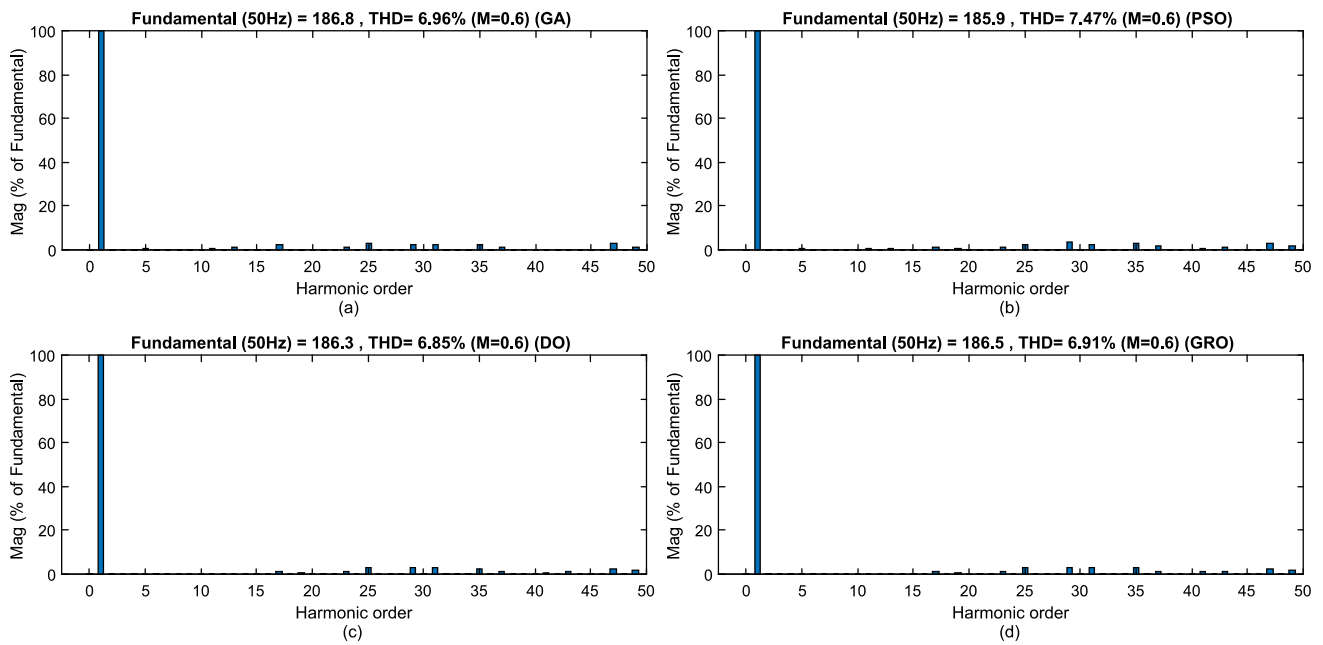 Fundamental (50Hz) = 186.8 , THD= 6.96% (M=0.6) (GA)
Mag (% of Fundamental)
100
80
60
40
20
0
0 5 10 15 20 25 30 35 40 45 50
Harmonic order
(a)
Fundamental (50Hz) = 185.9 , THD= 7.47% (M=0.6) (PSO)
Mag (% of Fundamental)
100
80
60
40
20
0
0 5 10 15 20 25 30 35 40 45 50
Harmonic order
(b)
Fundamental (50Hz) = 186.3 , THD= 6.85% (M=0.6) (DO)
Mag (% of Fundamental)
100
80
60
40
20
0
0 5 10 15 20 25 30 35 40 45 50
Harmonic order
(c)
Fundamental (50Hz) = 186.5 , THD= 6.91% (M=0.6) (GRO)
Mag (% of Fundamental)
100
80
60
40
20
0
0 5 10 15 20 25 30 35 40 45 50
Harmonic order
(d)